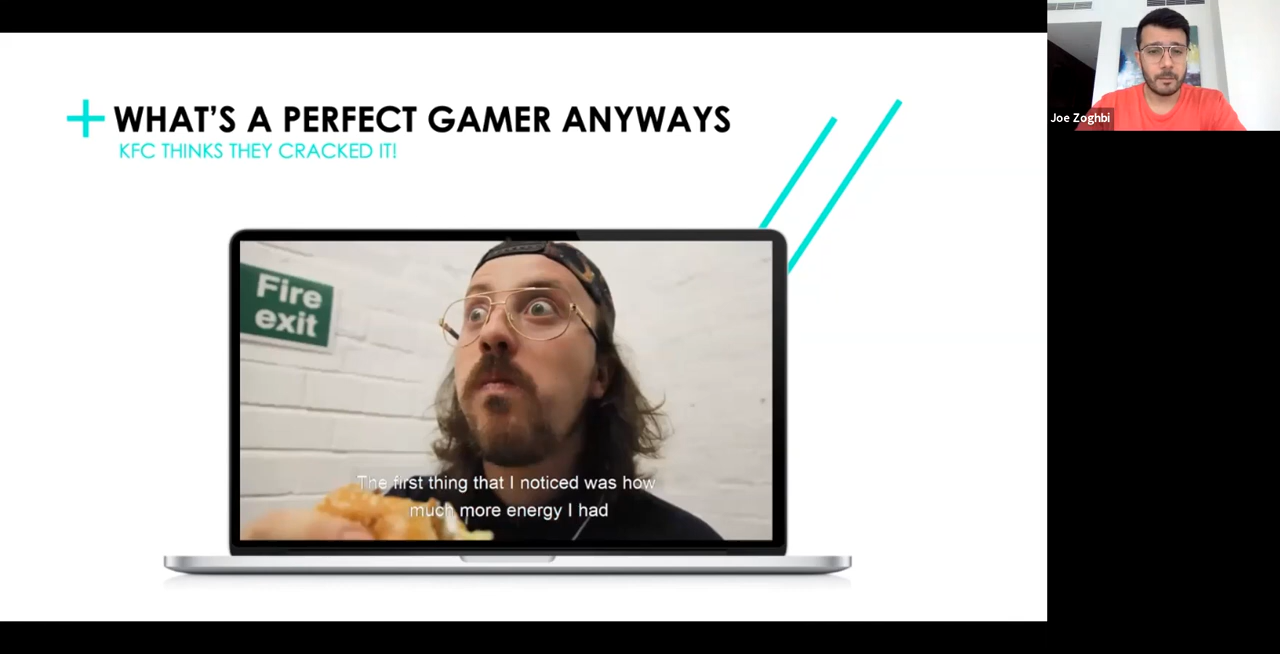 WHAT'S A PERFECT GAMER ANYWAYS
KFC THINKS THEY CRACKED IT!
Fire
exit
The first thing that I noticed was how
much more energy I had
Joe Zoghbi